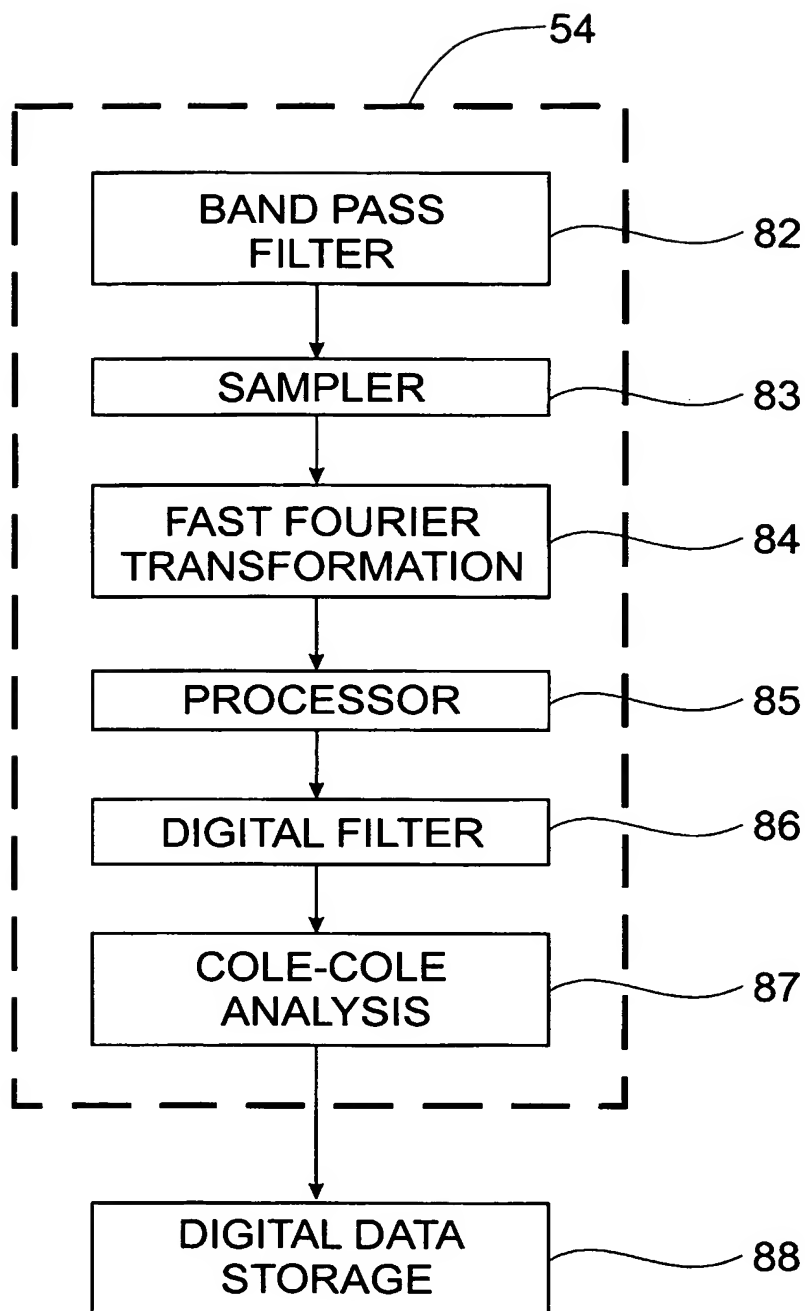 54
BAND PASS
FILTER
82
SAMPLER
83
FAST FOURIER
TRANSFORMATION
84
PROCESSOR
85
DIGITAL FILTER
86
COLE-COLE
ANALYSIS
87
DIGITAL DATA
STORAGE
88